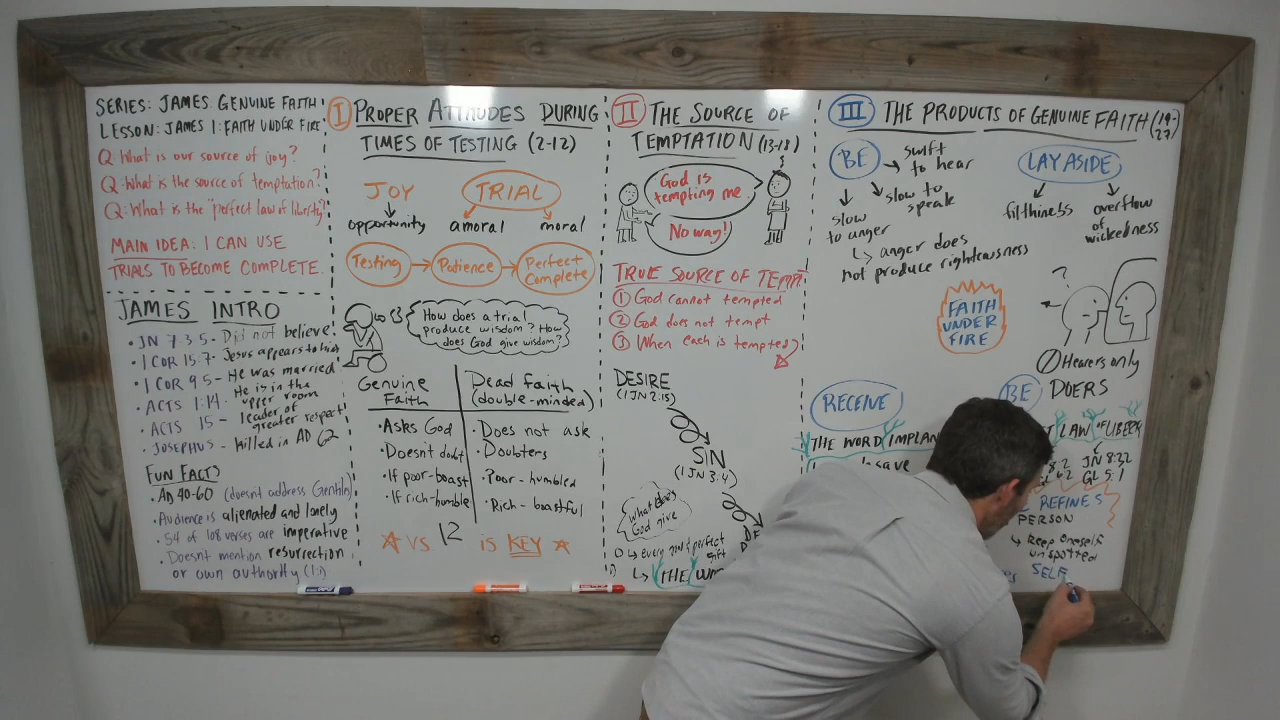 SERIES: JAMES GENUINE FAITH
LESSON: JAMES 1: FAITH UNDER FIRE
Q: What is our source of joy?
Q: What is the source of temptation?
Q: What is the "perfect law of liberty"?
MAIN IDEA: I CAN USE
TRIALS TO BECOME COMPLETE.
JAMES INTRO
• JN 7:3-5 - Did not believe!
• 1 COR 15:7 - Jesus appears to him
• 1 COR 9:5 - He was married
• ACTS 1:14 - He is in the
upper room
• ACTS 15 - leader of
greater respect!
• JOSEPHUS - killed in AD 62
FUN FACTS
• AD 40-60 (doesn't address Gentiles)
• Audience is alienated and lonely
• 54 of 108 verses are imperative
• Doesn't mention resurrection
or own authority (1:1)
I PROPER ATTITUDES DURING
TIMES OF TESTING (2-12)
JOY TRIAL
opportunity amoral moral
Testing → Patience → Perfect
Complete
How does a trial
produce wisdom? How
does God give wisdom?
Genuine
Faith
• Asks God
• Doesn't doubt
• If poor-boast
• If rich-humble
Dead Faith
(double-minded)
• Does not ask
• Doubters
• Poor-humbled
• Rich-boastful
VS 12 is KEY
II THE SOURCE OF
TEMPTATION (13-18)
God is
tempting me.
No way!
TRUE SOURCE OF TEMPT
① God cannot tempted
② God does not tempt
③ When each is tempted
DESIRE
(1 JN 2:15)
SIN
(1 JN 3:4)
What does
God give
↳ every good & perfect
gift
↳ THE
III THE PRODUCTS OF GENUINE FAITH (19-
27)
BE → swift
to hear
slow to
speak
slow
to anger
↳ anger does
not produce righteousness
LAY ASIDE
filthiness
overflow
of
wickedness
FAITH
UNDER
FIRE
?
Hearers only
BE DOERS
RECEIVE
THE WORD IMPLAN
save
LAW OF LIBERTY
JN 8:32
GL 5:1
REFINES
PERSON
↳ Keep oneself
unspotted
SELF